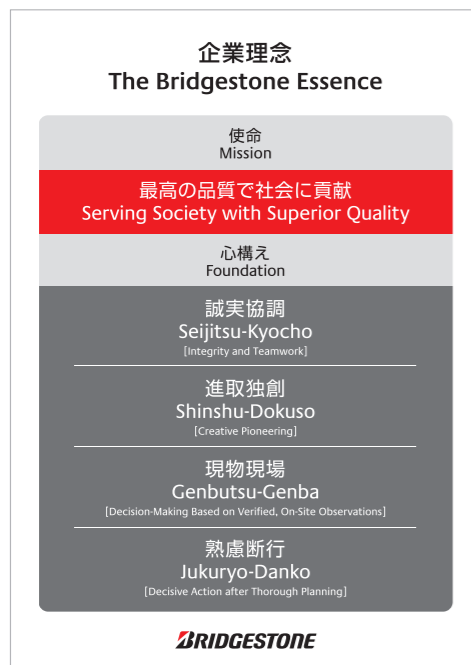 企業理念
The Bridgestone Essence
使命
Mission
最高の品質で社会に貢献
Serving Society with Superior Quality
心構え
Foundation
誠実協調
Seijitsu-Kyocho
[Integrity and Teamwork]
進取独創
Shinshu-Dokuso
[Creative Pioneering]
現物現場
Genbutsu-Genba
[Decision-Making Based on Verified, On-Site Observations]
熟慮断行
Jukuryo-Danko
[Decisive Action after Thorough Planning]
BRIDGESTONE